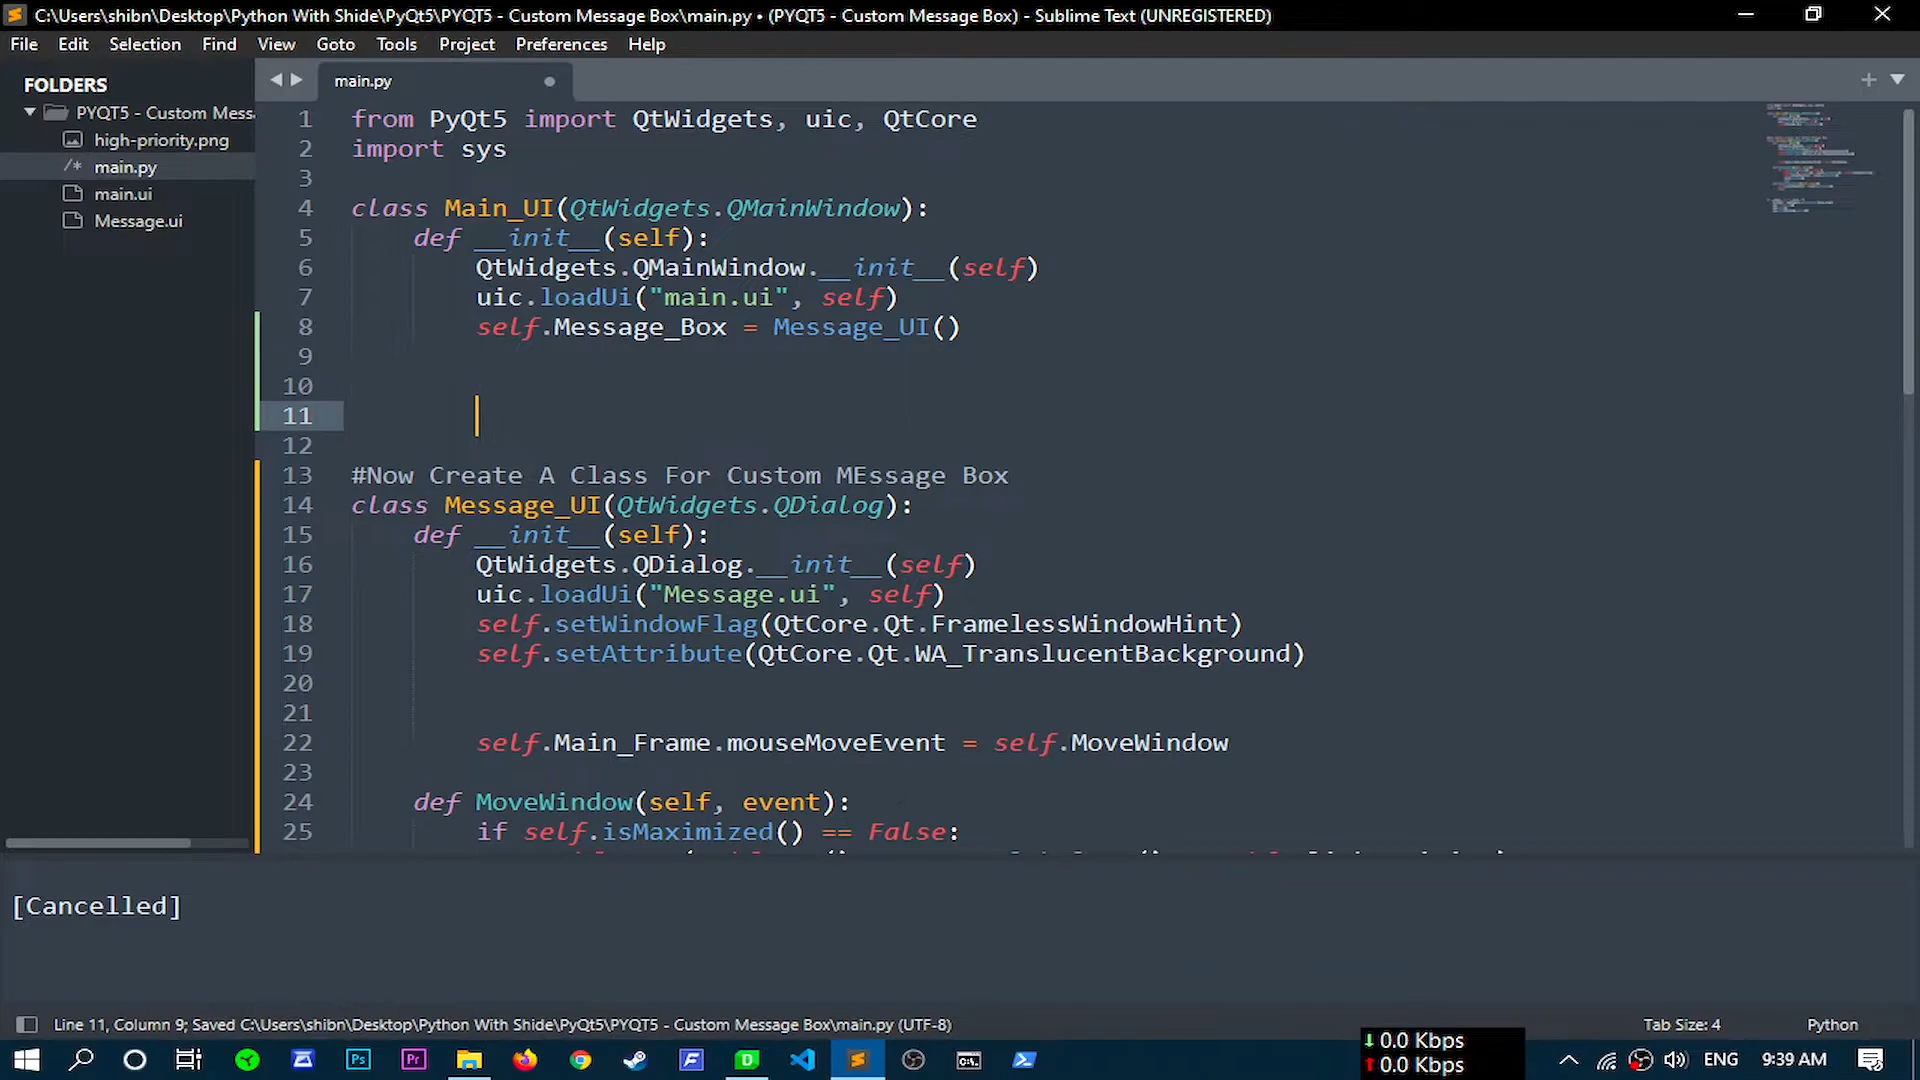 C:\Users\shibn\Desktop\Python With Shide\PyQt5\PYQT5 - Custom Message Box\main.py • (PYQT5 - Custom Message Box) - Sublime Text (UNREGISTERED)
File Edit Selection Find View Goto Tools Project Preferences Help
FOLDERS
PYQT5 - Custom Mess
high-priority.png
/* main.py
main.ui
Message.ui
main.py
1 from PyQt5 import QtWidgets, uic, QtCore
2 import sys
3
4 class Main_UI(QtWidgets.QMainWindow):
5 def __init__(self):
6 QtWidgets.QMainWindow.__init__(self)
7 uic.loadUi("main.ui", self)
8 self.Message_Box = Message_UI()
9
10
11
12
13 #Now Create A Class For Custom MEssage Box
14 class Message_UI(QtWidgets.QDialog):
15 def __init__(self):
16 QtWidgets.QDialog.__init__(self)
17 uic.loadUi("Message.ui", self)
18 self.setWindowFlag(QtCore.Qt.FramelessWindowHint)
19 self.setAttribute(QtCore.Qt.WA_TranslucentBackground)
20
21
22 self.Main_Frame.mouseMoveEvent = self.MoveWindow
23
24 def MoveWindow(self, event):
25 if self.isMaximized() == False:
[Cancelled]
Line 11, Column 9; Saved C:\Users\shibn\Desktop\Python With Shide\PyQt5\PYQT5 - Custom Message Box\main.py (UTF-8)
Tab Size: 4
Python
Ps
Pr
F
D
C:\_
↓ 0.0 Kbps
↑ 0.0 Kbps
ENG
9:39 AM